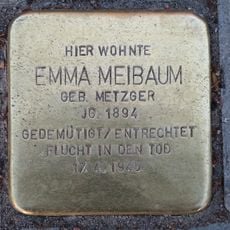 HIER WOHNTE
EMMA MEIBAUM
GEB. METZGER
JG. 1894
GEDEMÜTIGT/ENTRECHTET
FLUCHT IN DEN TOD